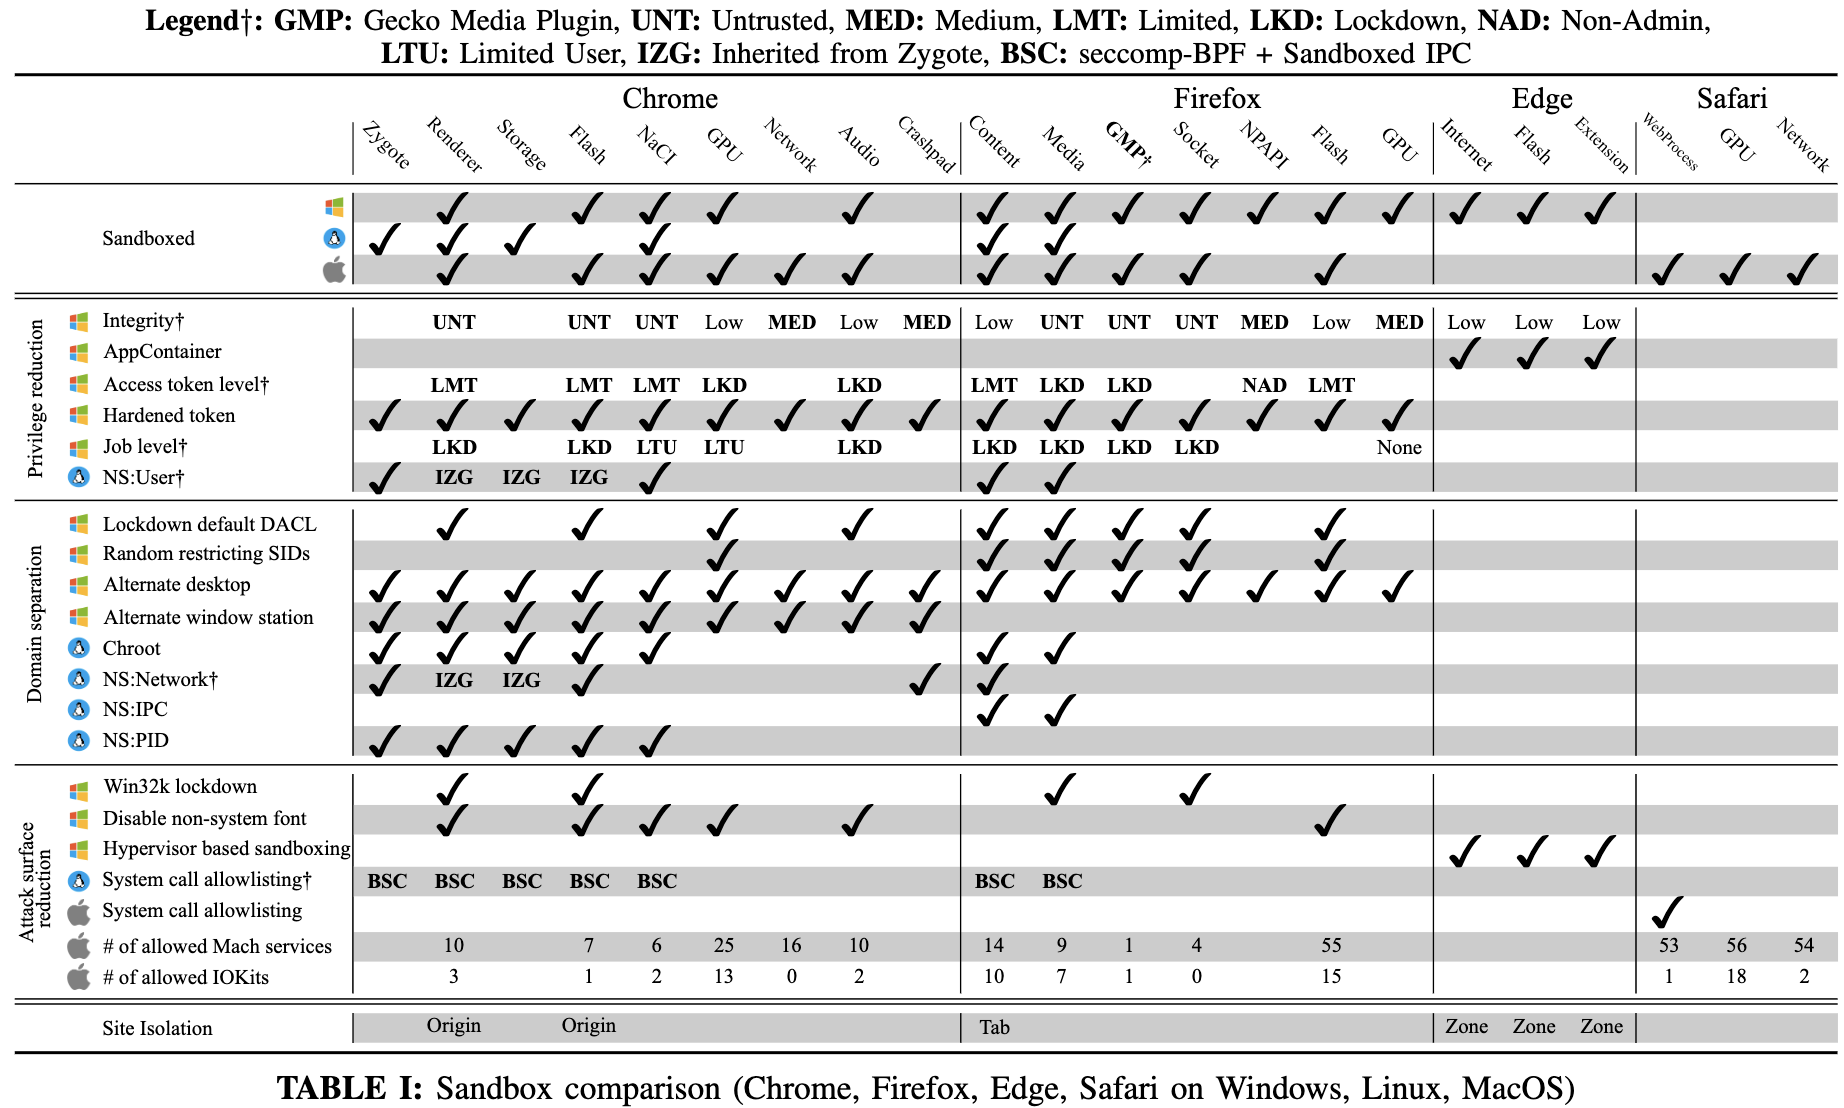 Legend†: GMP: Gecko Media Plugin, UNT: Untrusted, MED: Medium, LMT: Limited, LKD: Lockdown, NAD: Non-Admin,
LTU: Limited User, IZG: Inherited from Zygote, BSC: seccomp-BPF + Sandboxed IPC
Chrome Firefox Edge Safari
Zygote Renderer Storage Flash NaCI GPU Network Audio Crashpad Content Media GMP† Socket NPAPI Flash GPU Internet Flash Extension WebProcess GPU Network
Sandboxed ✓ ✓ ✓ ✓ ✓ ✓ ✓ ✓ ✓ ✓ ✓ ✓ ✓ ✓ ✓
✓ ✓ ✓ ✓ ✓ ✓
✓ ✓ ✓ ✓ ✓ ✓ ✓ ✓ ✓ ✓ ✓ ✓ ✓ ✓
Privilege reduction
Integrity† UNT UNT UNT Low MED Low MED Low UNT UNT UNT MED Low MED Low Low Low
AppContainer ✓ ✓ ✓
Access token level† LMT LMT LMT LKD LKD LMT LKD LKD NAD LMT
Hardened token ✓ ✓ ✓ ✓ ✓ ✓ ✓ ✓ ✓ ✓ ✓ ✓ ✓ ✓ ✓ ✓
Job level† LKD LKD LTU LTU LKD LKD LKD LKD LKD None
NS:User† ✓ IZG IZG IZG ✓ ✓ ✓
Domain separation
Lockdown default DACL ✓ ✓ ✓ ✓ ✓ ✓ ✓ ✓ ✓
Random restricting SIDs ✓ ✓ ✓ ✓ ✓ ✓
Alternate desktop ✓ ✓ ✓ ✓ ✓ ✓ ✓ ✓ ✓ ✓ ✓ ✓ ✓ ✓ ✓ ✓
Alternate window station ✓ ✓ ✓ ✓ ✓ ✓ ✓ ✓ ✓
Chroot ✓ ✓ ✓ ✓ ✓ ✓ ✓
NS:Network† ✓ IZG IZG ✓ ✓ ✓
NS:IPC ✓ ✓
NS:PID ✓ ✓ ✓ ✓ ✓
Attack surface
reduction
Win32k lockdown ✓ ✓ ✓ ✓
Disable non-system font ✓ ✓ ✓ ✓ ✓ ✓
Hypervisor based sandboxing ✓ ✓ ✓
System call allowlisting† BSC BSC BSC BSC BSC BSC BSC
System call allowlisting ✓
# of allowed Mach services 10 7 6 25 16 10 14 9 1 4 55 53 56 54
# of allowed IOKits 3 1 2 13 0 2 10 7 1 0 15 1 18 2
Site Isolation Origin Origin Tab Zone Zone Zone
TABLE I: Sandbox comparison (Chrome, Firefox, Edge, Safari on Windows, Linux, MacOS)